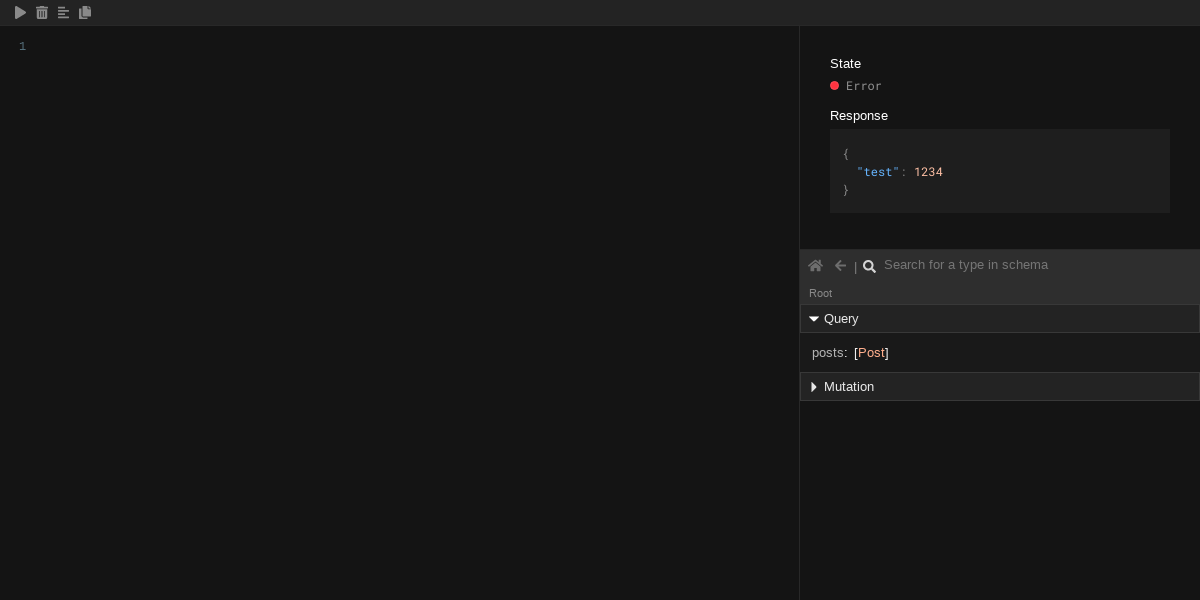 1
State
Error
Response
{
"test": 1234
}
| Search for a type in schema
Root
Query
posts: [Post]
Mutation